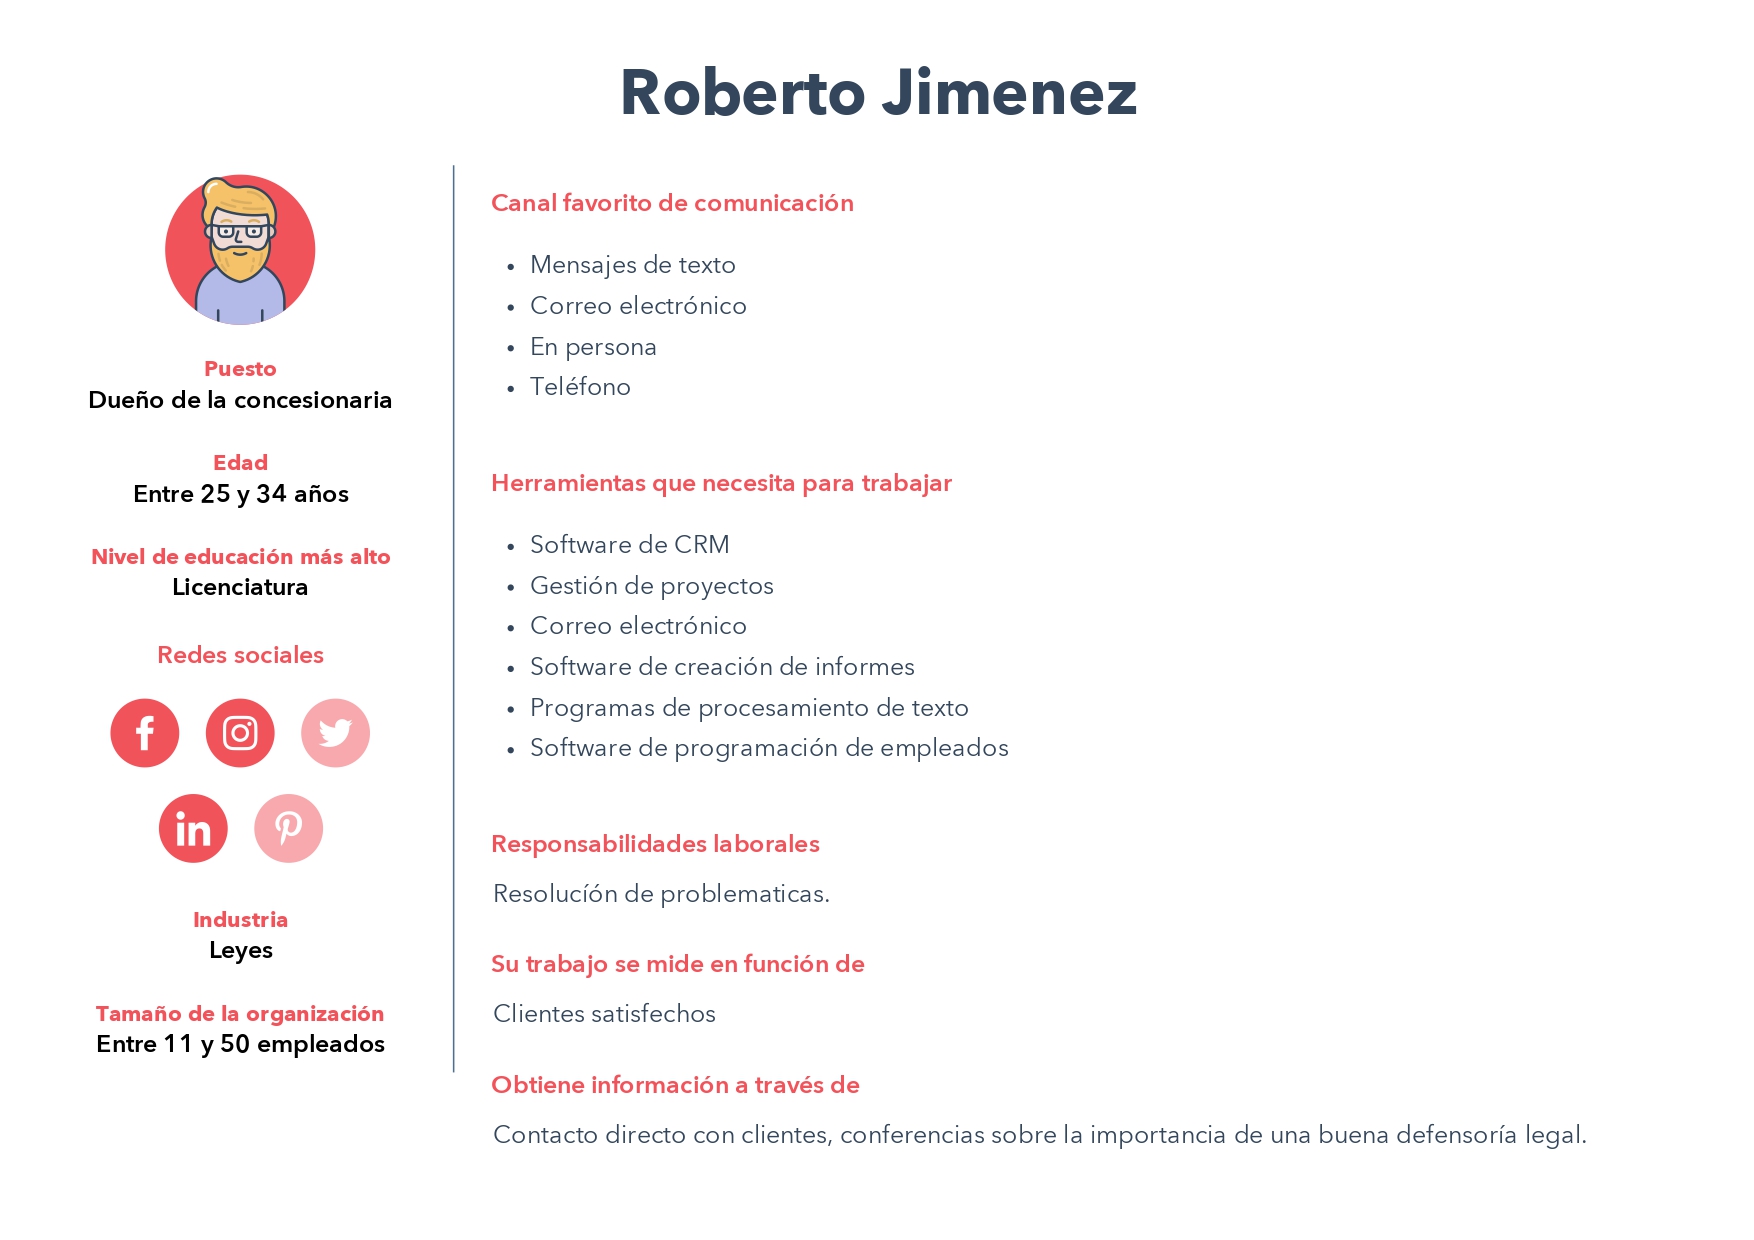 Roberto Jimenez
Puesto
Dueño de la concesionaria
Edad
Entre 25 y 34 años
Nivel de educación más alto
Licenciatura
Redes sociales
f
in
Industria
Leyes
Tamaño de la organización
Entre 11 y 50 empleados
Canal favorito de comunicación
• Mensajes de texto
• Correo electrónico
• En persona
• Teléfono
Herramientas que necesita para trabajar
• Software de CRM
• Gestión de proyectos
• Correo electrónico
• Software de creación de informes
• Programas de procesamiento de texto
• Software de programación de empleados
Responsabilidades laborales
Resolucíón de problematicas.
Su trabajo se mide en función de
Clientes satisfechos
Obtiene información a través de
Contacto directo con clientes, conferencias sobre la importancia de una buena defensoría legal.